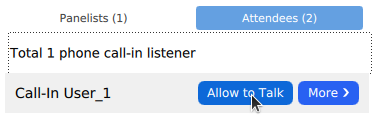 Panelists (1) Attendees (2)
Total 1 phone call-in listener
Call-In User_1 Allow to Talk More ❯